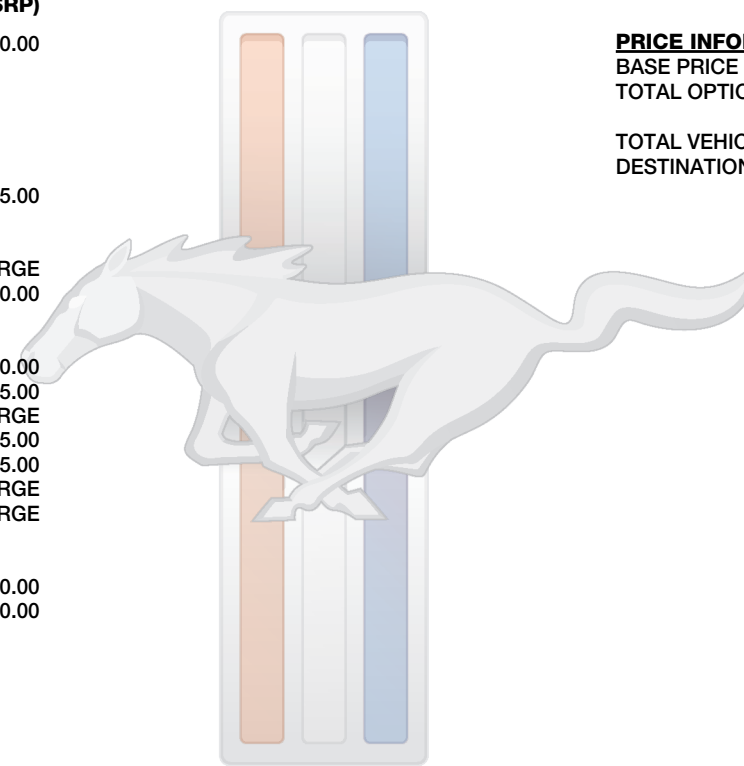 SRP)
0.00
5.00
RGE
0.00
0.00
5.00
RGE
5.00
5.00
RGE
RGE
0.00
0.00
PRICE INFO
BASE PRICE
TOTAL OPTIO
TOTAL VEHIC
DESTINATION